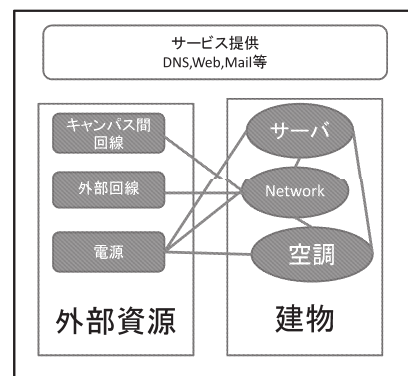 サービス提供
DNS,Web,Mail等
キャンパス間
回線
外部回線
電源
外部資源
サーバ
Network
空調
建物